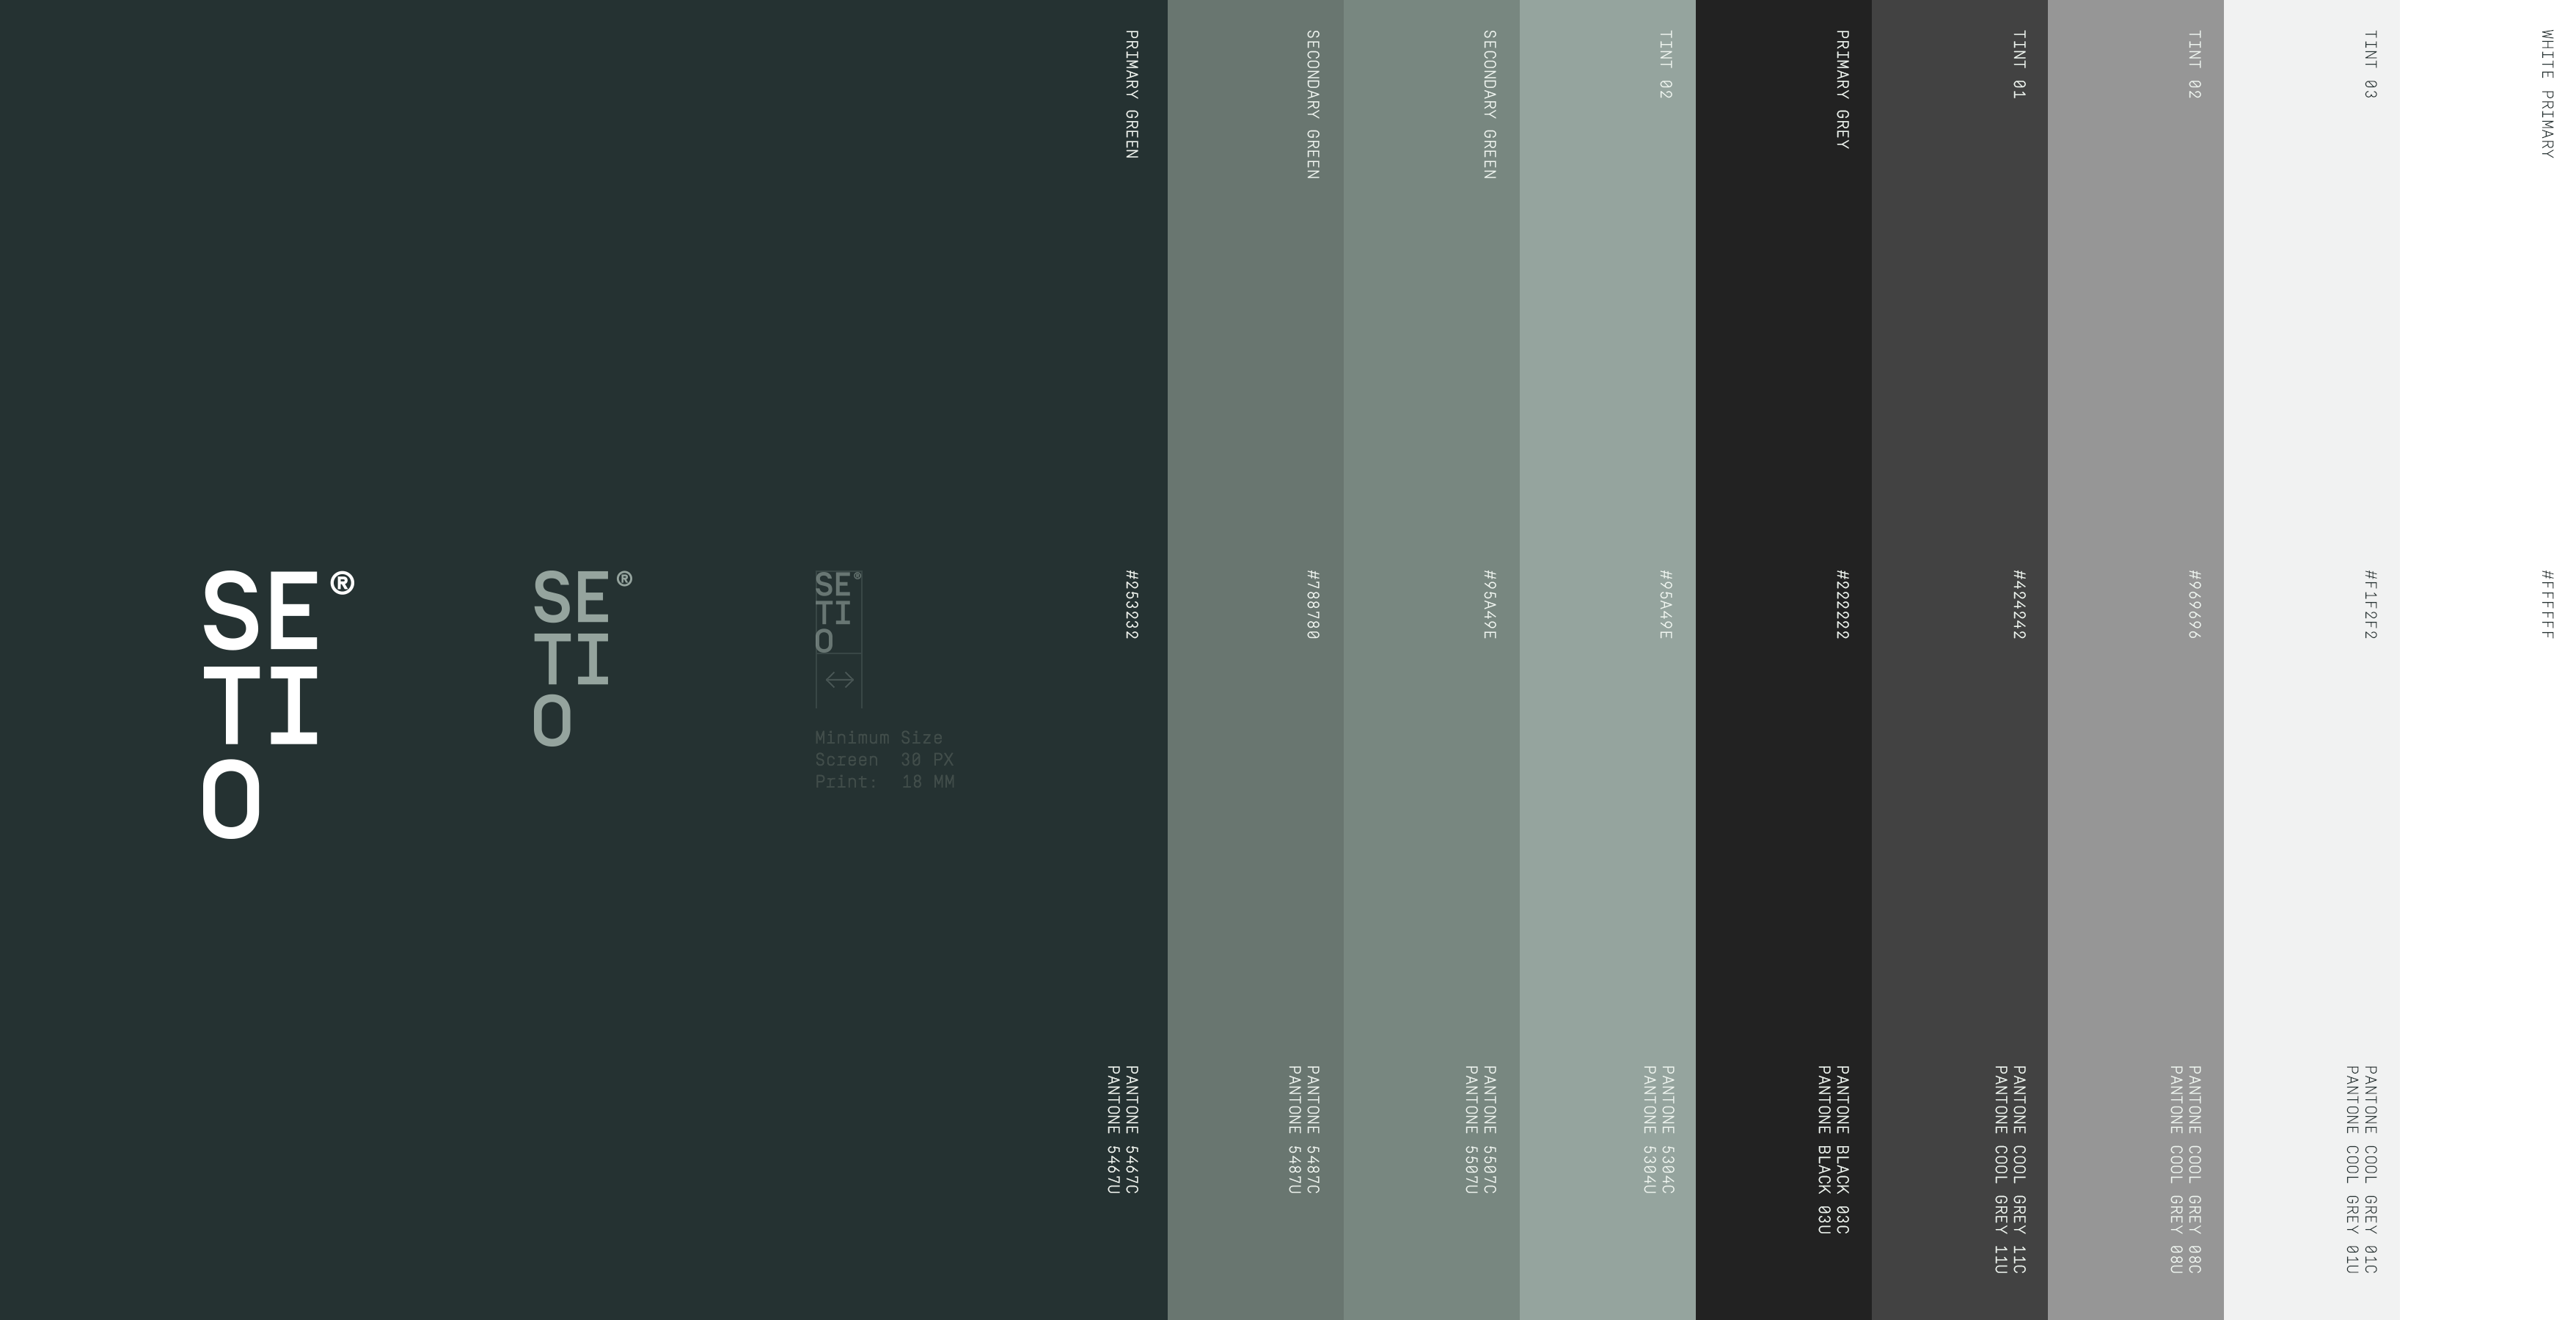 SE®
TI
O
SE®
TI
O
SE®
TI
O
Minimum Size
Screen 30 PX
Print: 18 MM
PRIMARY GREEN
#253232
PANTONE 5467C
PANTONE 5467U
SECONDARY GREEN
#788780
PANTONE 5487C
PANTONE 5487U
SECONDARY GREEN
#95A49E
PANTONE 5507C
PANTONE 5507U
TINT 02
#95A49E
PANTONE 5304C
PANTONE 5304U
PRIMARY GREY
#222222
PANTONE BLACK 03C
PANTONE BLACK 03U
TINT 01
#424242
PANTONE COOL GREY 11C
PANTONE COOL GREY 11U
TINT 02
#969696
PANTONE COOL GREY 08C
PANTONE COOL GREY 08U
TINT 03
#F1F2F2
PANTONE COOL GREY 01C
PANTONE COOL GREY 01U
WHITE PRIMARY
#FFFFFF